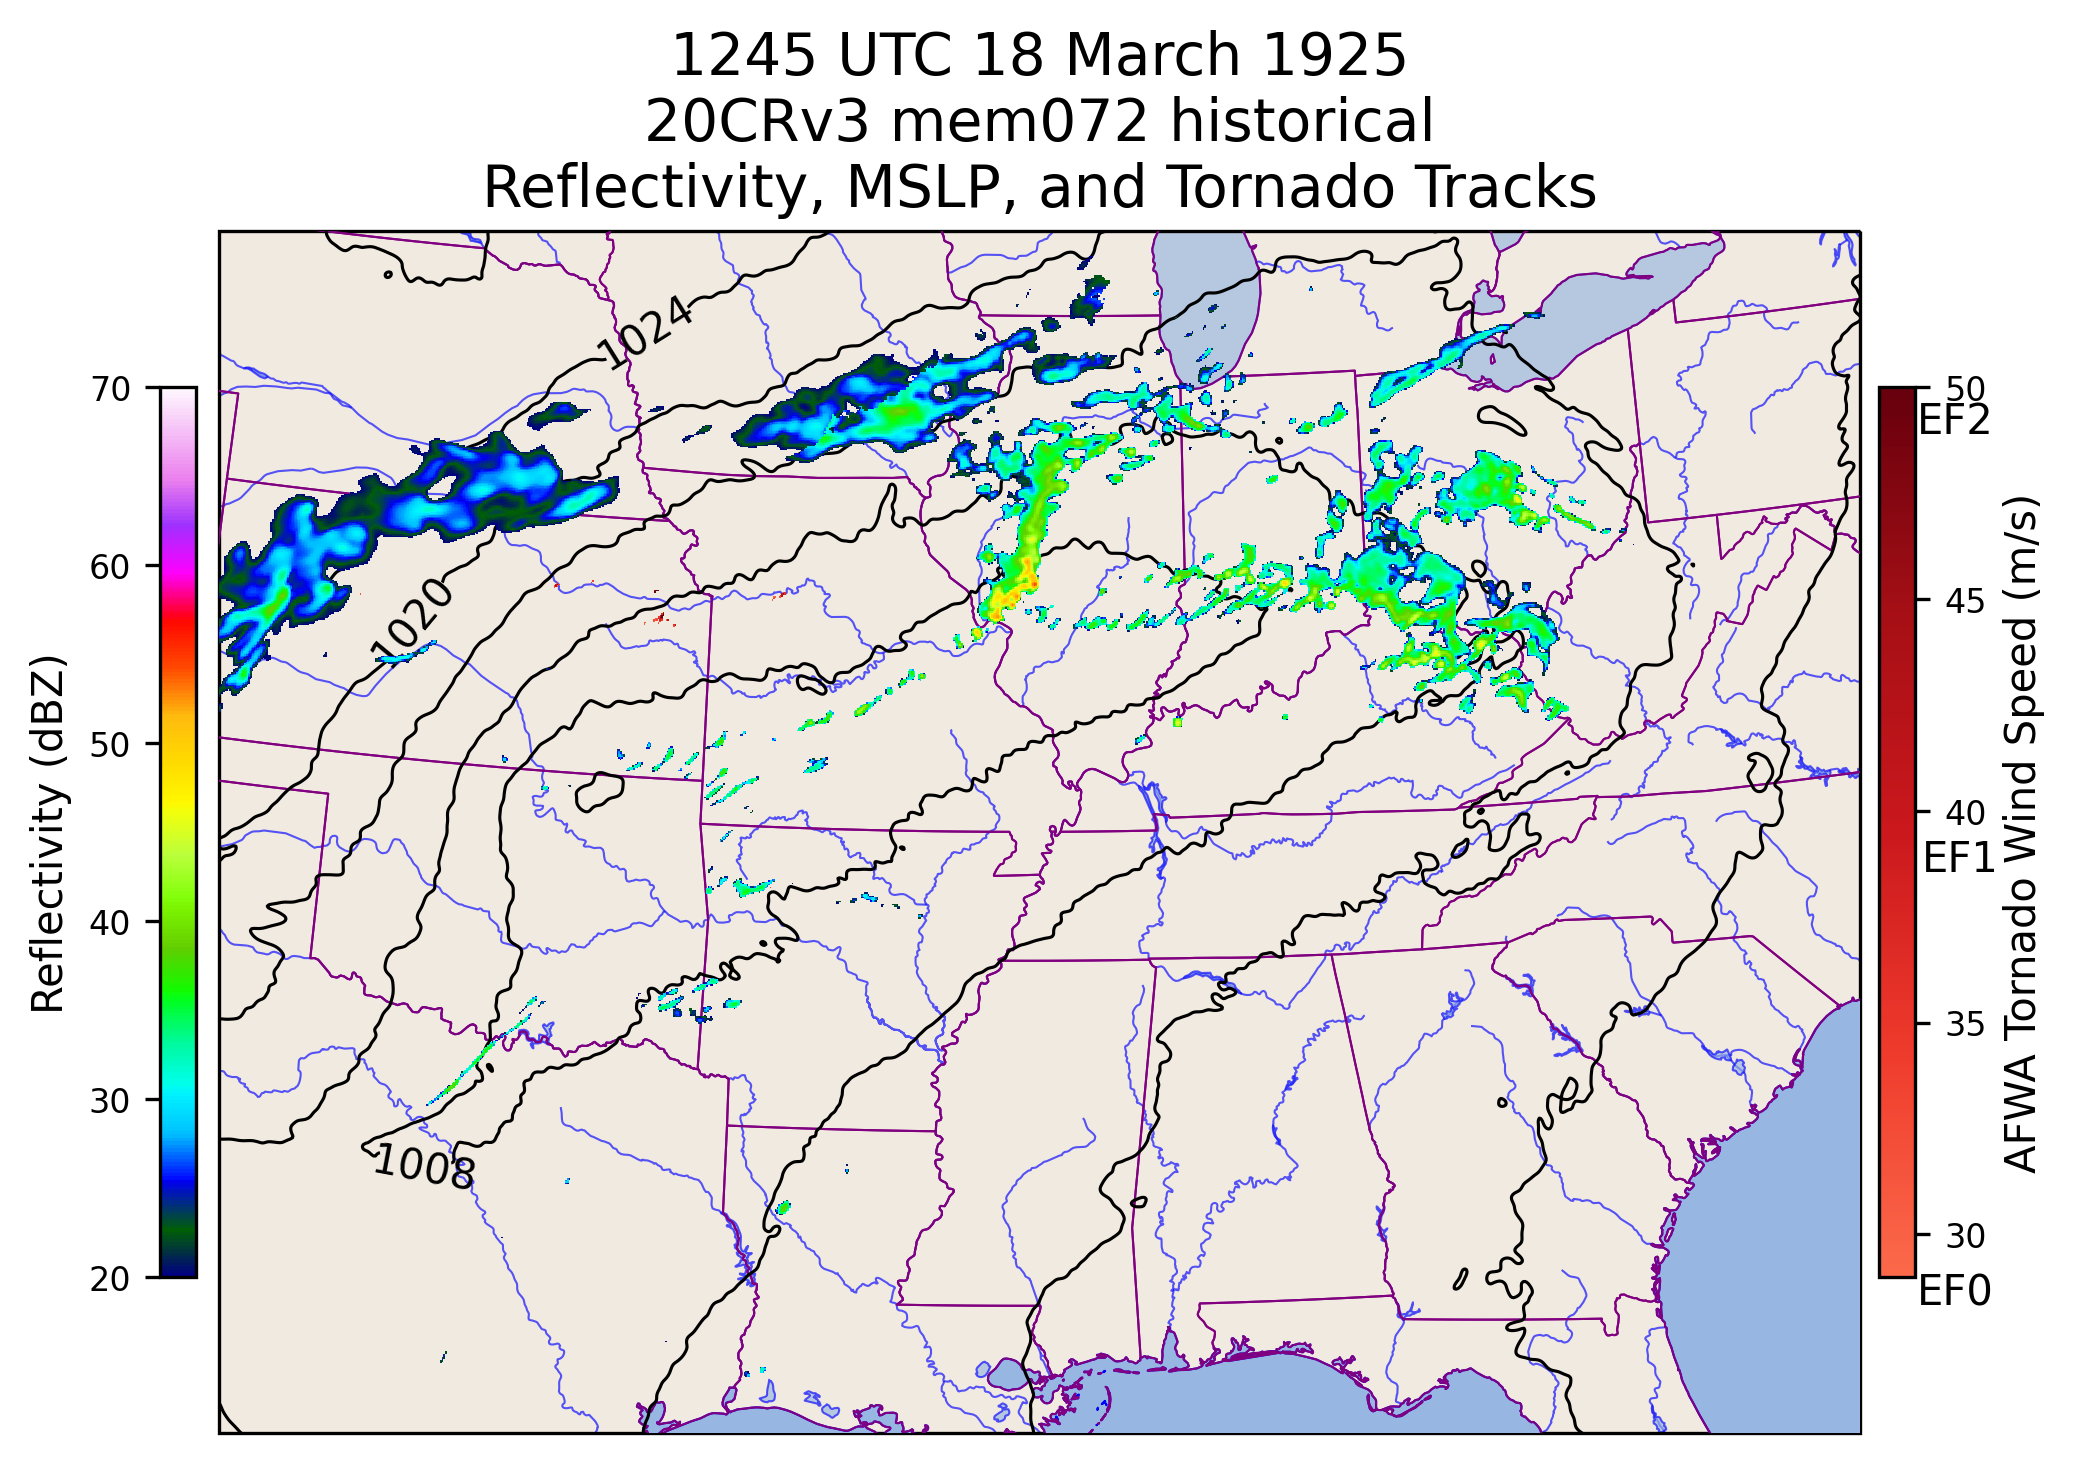 1245 UTC 18 March 1925
20CRv3 mem072 historical
Reflectivity, MSLP, and Tornado Tracks
Reflectivity (dBZ)
70
60
50
40
30
20
1024
1020
1008
50
EF2
45
40
EF1
35
30
EF0
AFWA Tornado Wind Speed (m/s)